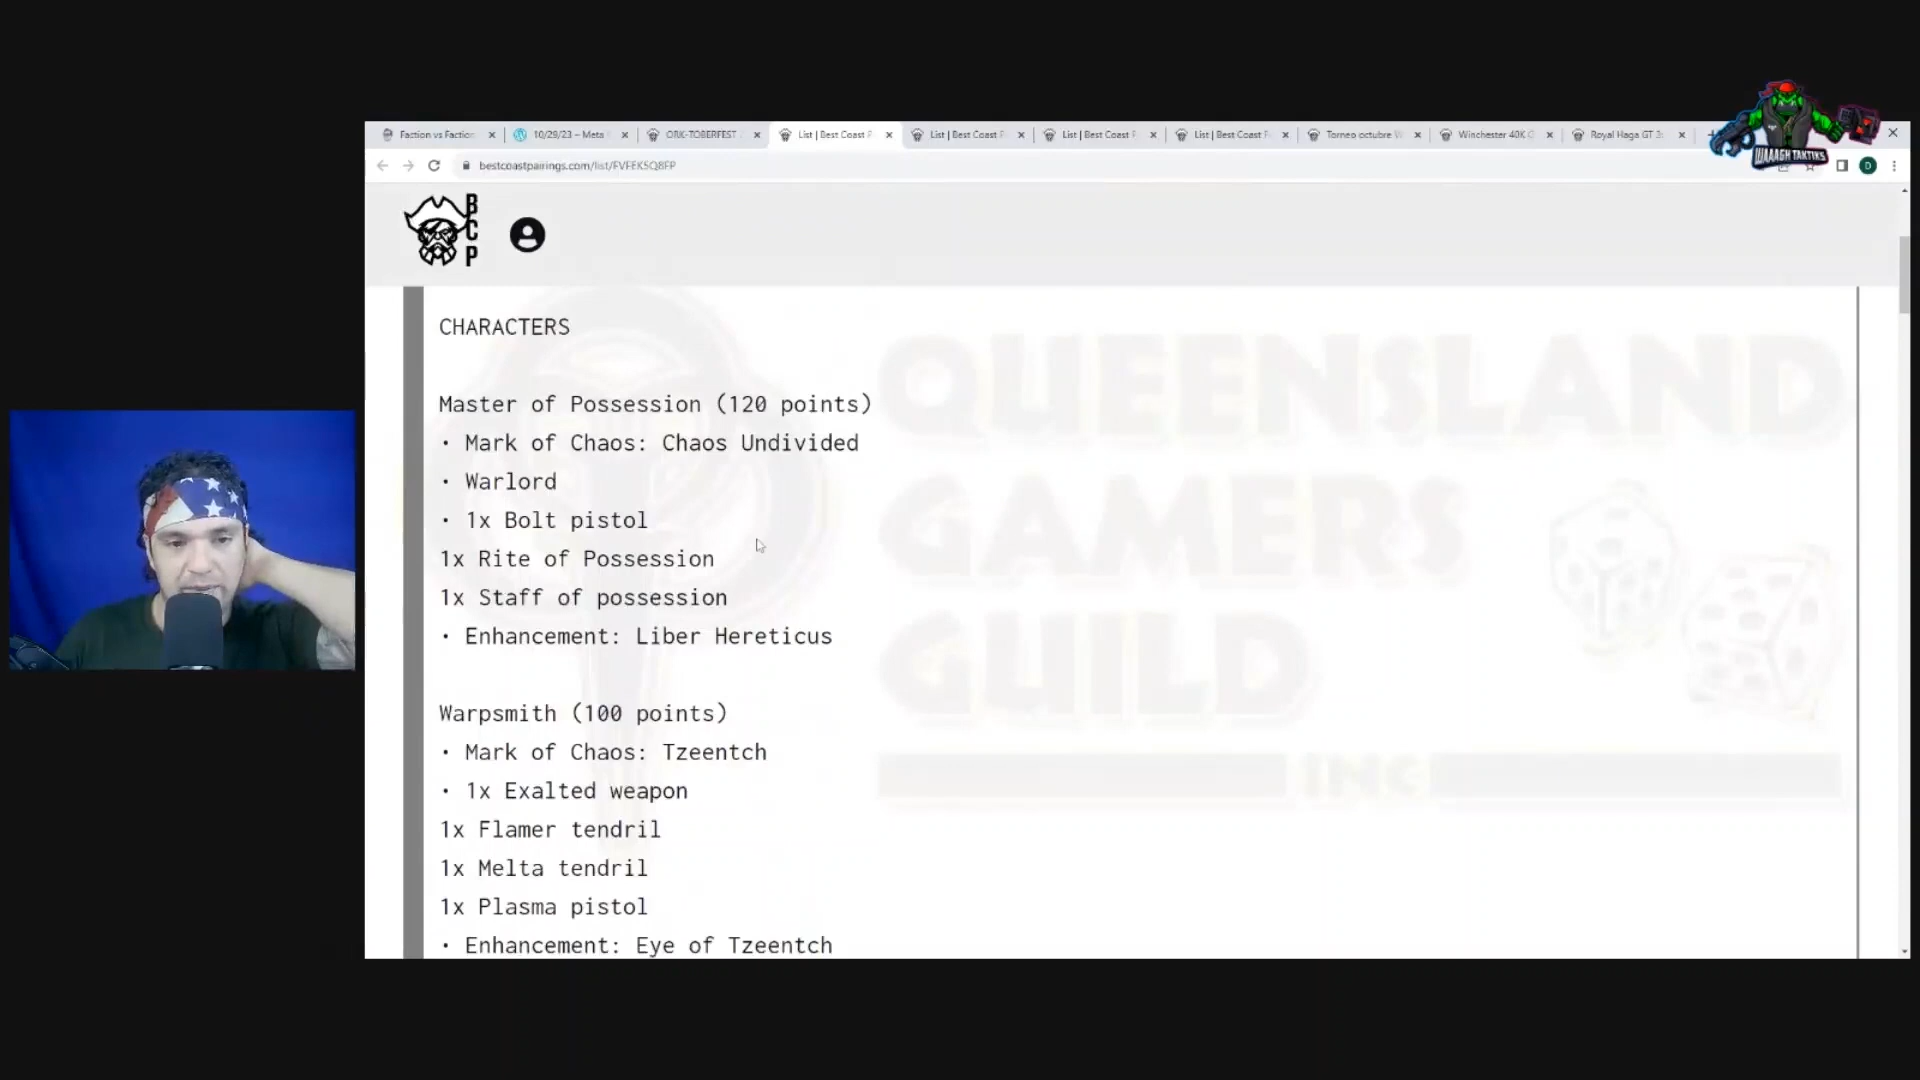 WAAAGH TAKTIKS
Faction vs Faction
10/29/23 – Meta
ORK-TOBERFEST
List | Best Coast P
List | Best Coast P
List | Best Coast P
List | Best Coast P
Torneo octubre W
Winchester 40K G
Royal Haga GT 3
bestcoastpairings.com/list/FVFEK5Q8FP
D
BCP
CHARACTERS
Master of Possession (120 points)
• Mark of Chaos: Chaos Undivided
• Warlord
• 1x Bolt pistol
1x Rite of Possession
1x Staff of possession
• Enhancement: Liber Hereticus
Warpsmith (100 points)
• Mark of Chaos: Tzeentch
• 1x Exalted weapon
1x Flamer tendril
1x Melta tendril
1x Plasma pistol
• Enhancement: Eye of Tzeentch
QUEENSLAND
GAMERS
GUILD
INC